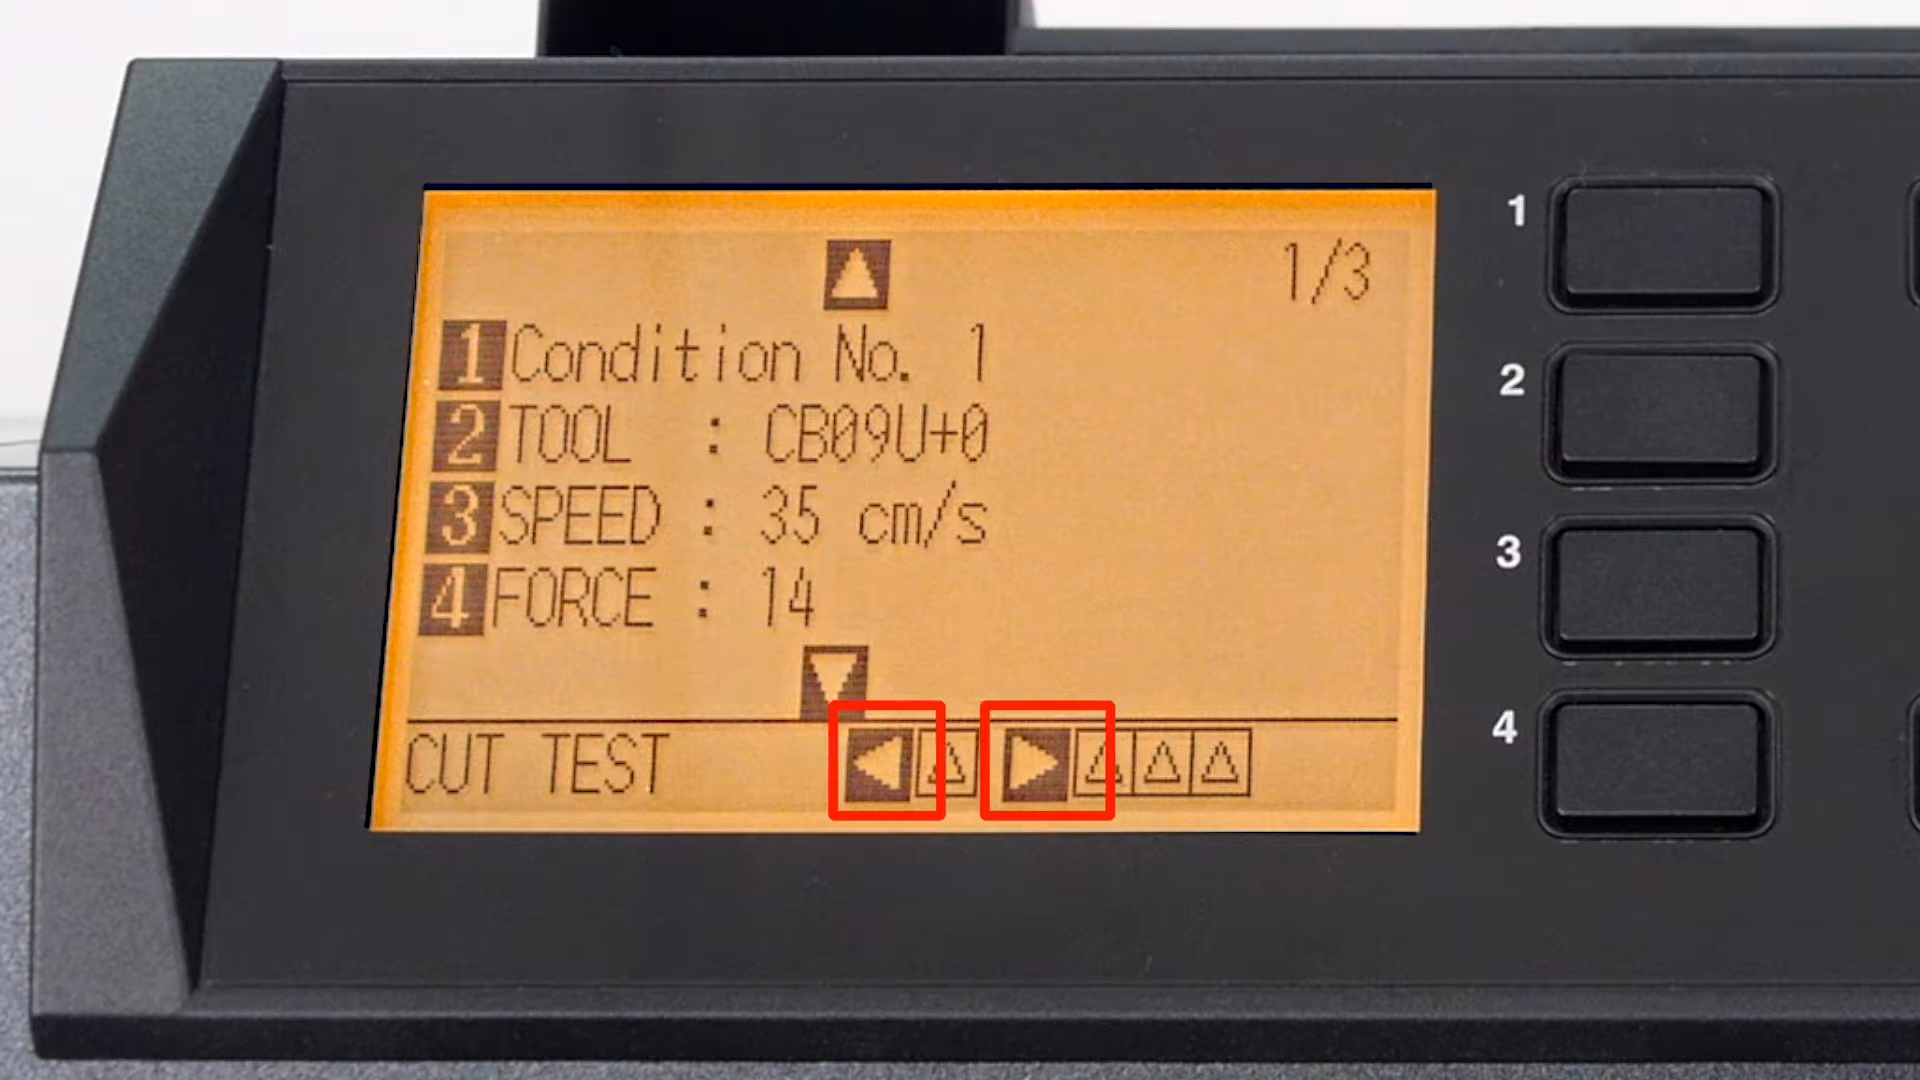 1/3
1 Condition No. 1
2 TOOL : CB09U+0
3 SPEED : 35 cm/s
4 FORCE : 14
CUT TEST
1
2
3
4